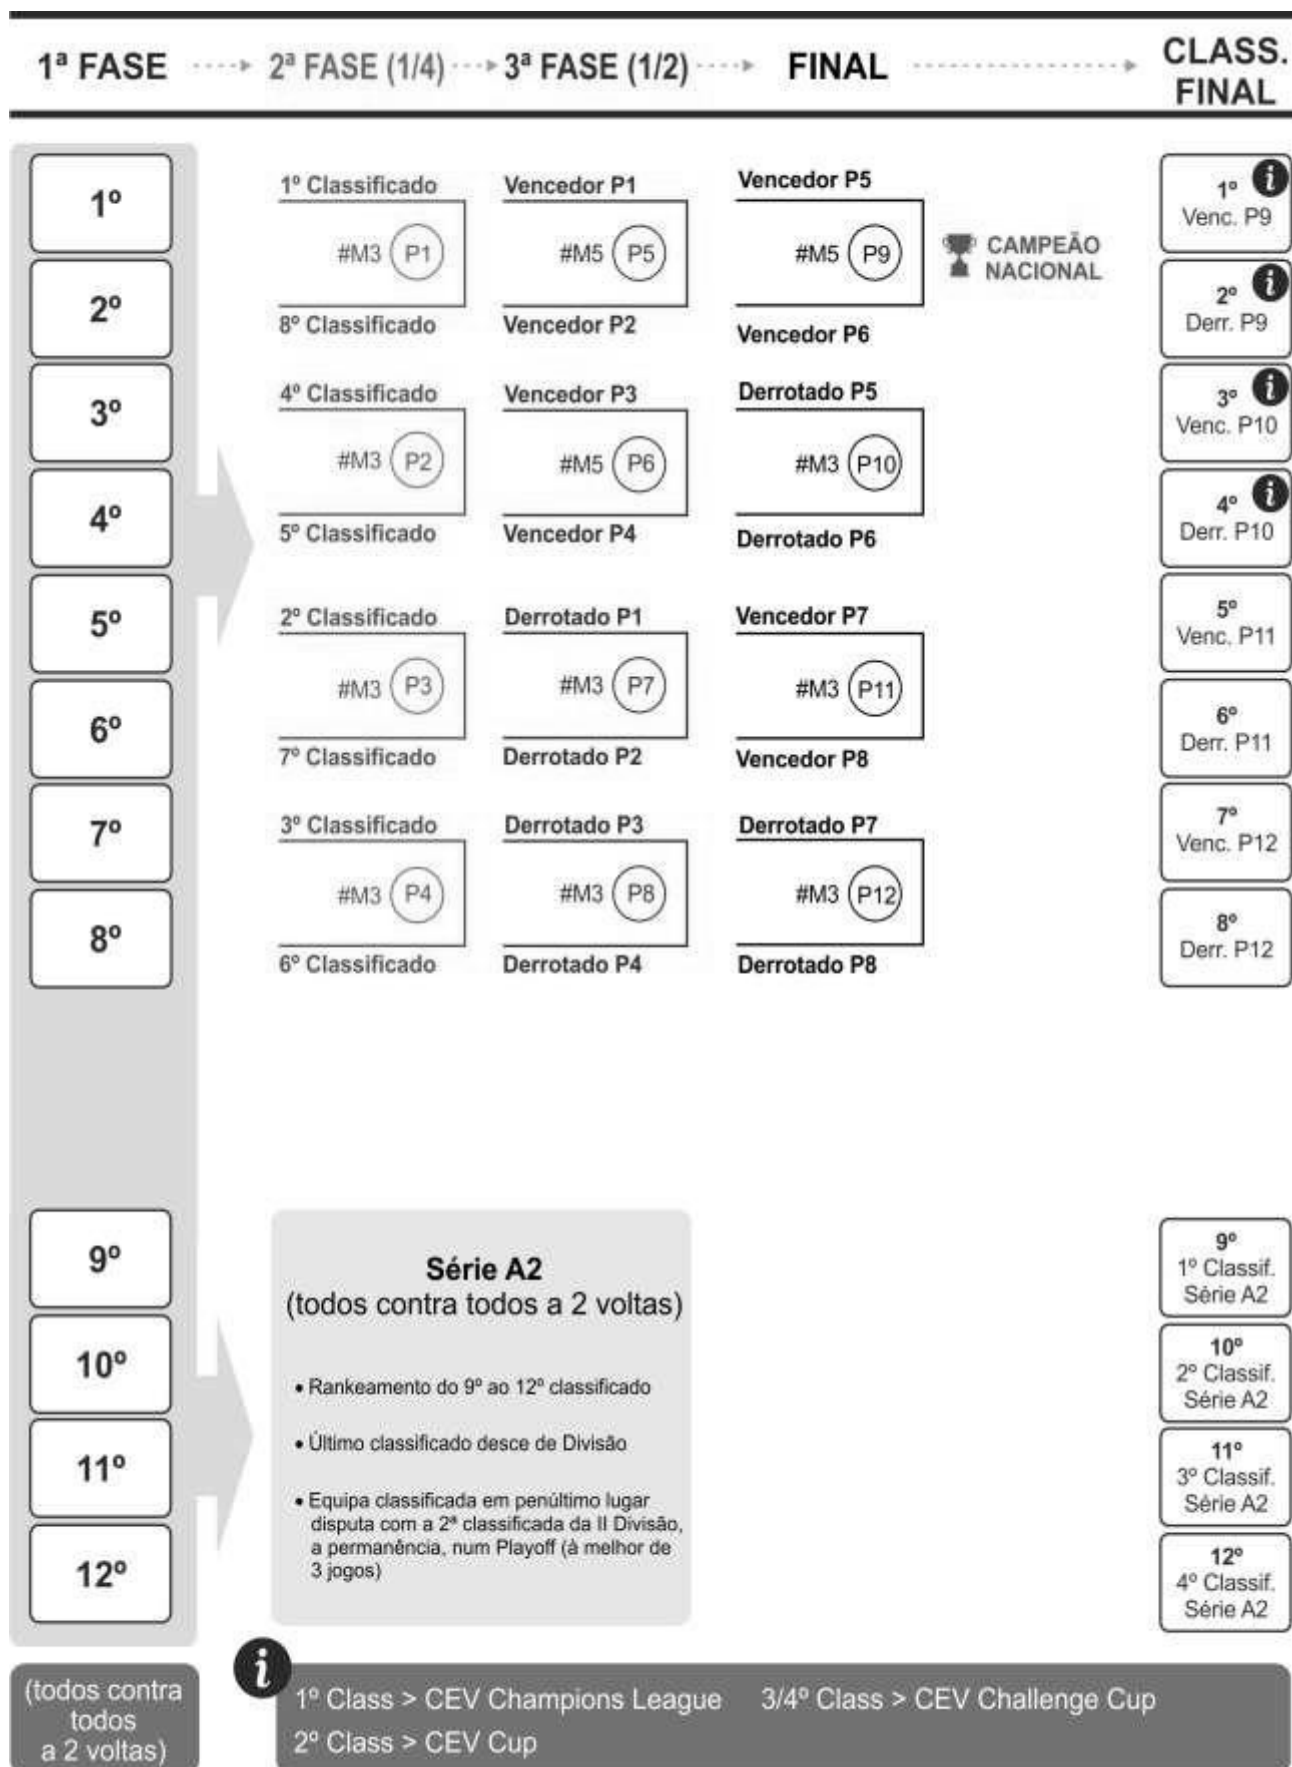 1ª FASE
2ª FASE (1/4)
3ª FASE (1/2)
FINAL
CLASS.
FINAL
1º
2º
3º
4º
5º
6º
7º
8º
9º
10º
11º
12º
(todos contra
todos
a 2 voltas)
1º Classificado
#M3 P1
8º Classificado
4º Classificado
#M3 P2
5º Classificado
2º Classificado
#M3 P3
7º Classificado
3º Classificado
#M3 P4
6º Classificado
Vencedor P1
#M5 P5
Vencedor P2
Vencedor P3
#M5 P6
Vencedor P4
Derrotado P1
#M3 P7
Derrotado P2
Derrotado P3
#M3 P8
Derrotado P4
Vencedor P5
#M5 P9
Vencedor P6
CAMPEÃO
NACIONAL
Derrotado P5
#M3 P10
Derrotado P6
Vencedor P7
#M3 P11
Vencedor P8
Derrotado P7
#M3 P12
Derrotado P8
Série A2
(todos contra todos a 2 voltas)
• Rankeamento do 9º ao 12º classificado
• Último classificado desce de Divisão
• Equipa classificada em penúltimo lugar
disputa com a 2ª classificada da II Divisão,
a permanência, num Playoff (à melhor de
3 jogos)
1º i
Venc. P9
2º i
Derr. P9
3º i
Venc. P10
4º i
Derr. P10
5º
Venc. P11
6º
Derr. P11
7º
Venc. P12
8º
Derr. P12
9º
1º Classif.
Série A2
10º
2º Classif.
Série A2
11º
3º Classif.
Série A2
12º
4º Classif.
Série A2
i
1º Class > CEV Champions League 3/4º Class > CEV Challenge Cup
2º Class > CEV Cup